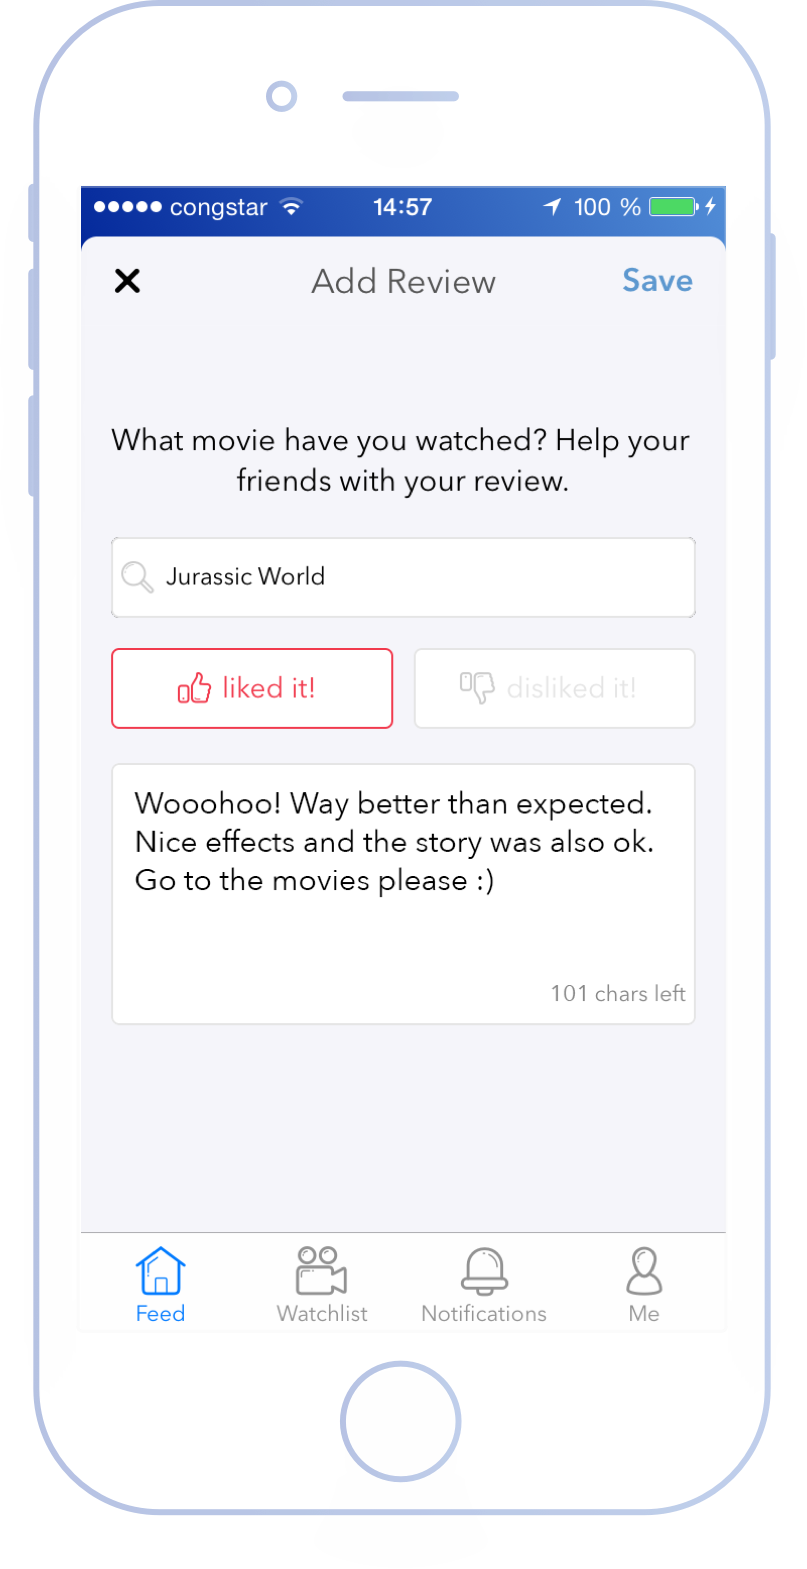 congstar 14:57 100 %
Add Review Save
What movie have you watched? Help your
friends with your review.
Jurassic World
liked it! disliked it!
Wooohoo! Way better than expected.
Nice effects and the story was also ok.
Go to the movies please :)
101 chars left
Feed Watchlist Notifications Me